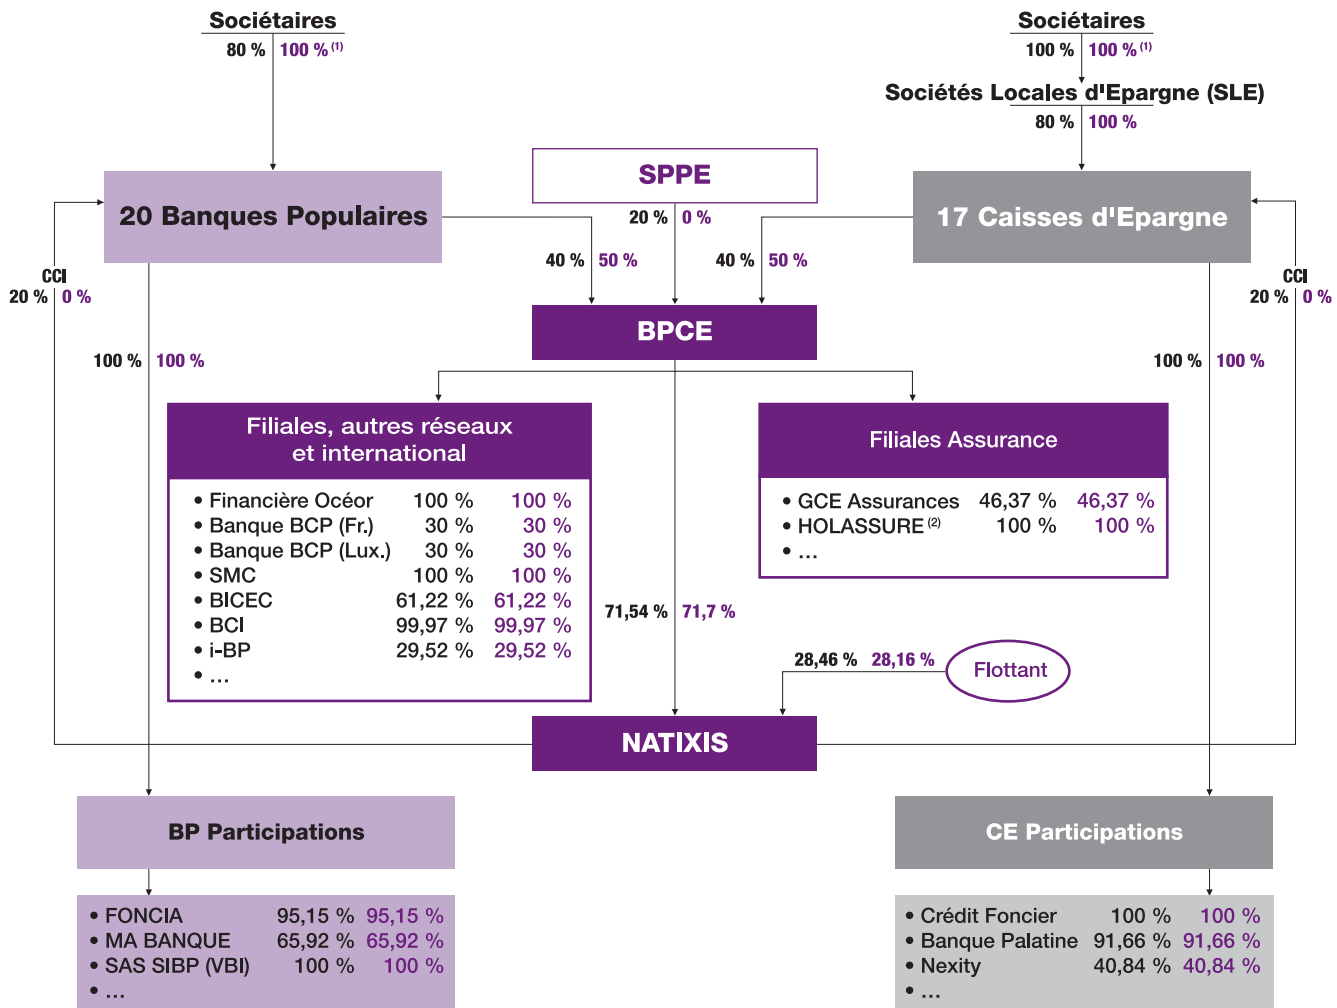 Sociétaires
80 % 100 % (1)
Sociétaires
100 % 100 % (1)
Sociétés Locales d'Epargne (SLE)
80 % 100 %
SPPE
20 % 0 %
20 Banques Populaires
17 Caisses d'Epargne
40 % 50 %
40 % 50 %
CCI
20 % 0 %
CCI
20 % 0 %
BPCE
100 % 100 %
100 % 100 %
Filiales, autres réseaux
et international
• Financière Océor 100 % 100 %
• Banque BCP (Fr.) 30 % 30 %
• Banque BCP (Lux.) 30 % 30 %
• SMC 100 % 100 %
• BICEC 61,22 % 61,22 %
• BCI 99,97 % 99,97 %
• i-BP 29,52 % 29,52 %
• ...
Filiales Assurance
• GCE Assurances 46,37 % 46,37 %
• HOLASSURE (2) 100 % 100 %
• ...
71,54 % 71,7 %
28,46 % 28,16 %
Flottant
NATIXIS
BP Participations
• FONCIA 95,15 % 95,15 %
• MA BANQUE 65,92 % 65,92 %
• SAS SIBP (VBI) 100 % 100 %
• ...
CE Participations
• Crédit Foncier 100 % 100 %
• Banque Palatine 91,66 % 91,66 %
• Nexity 40,84 % 40,84 %
• ...